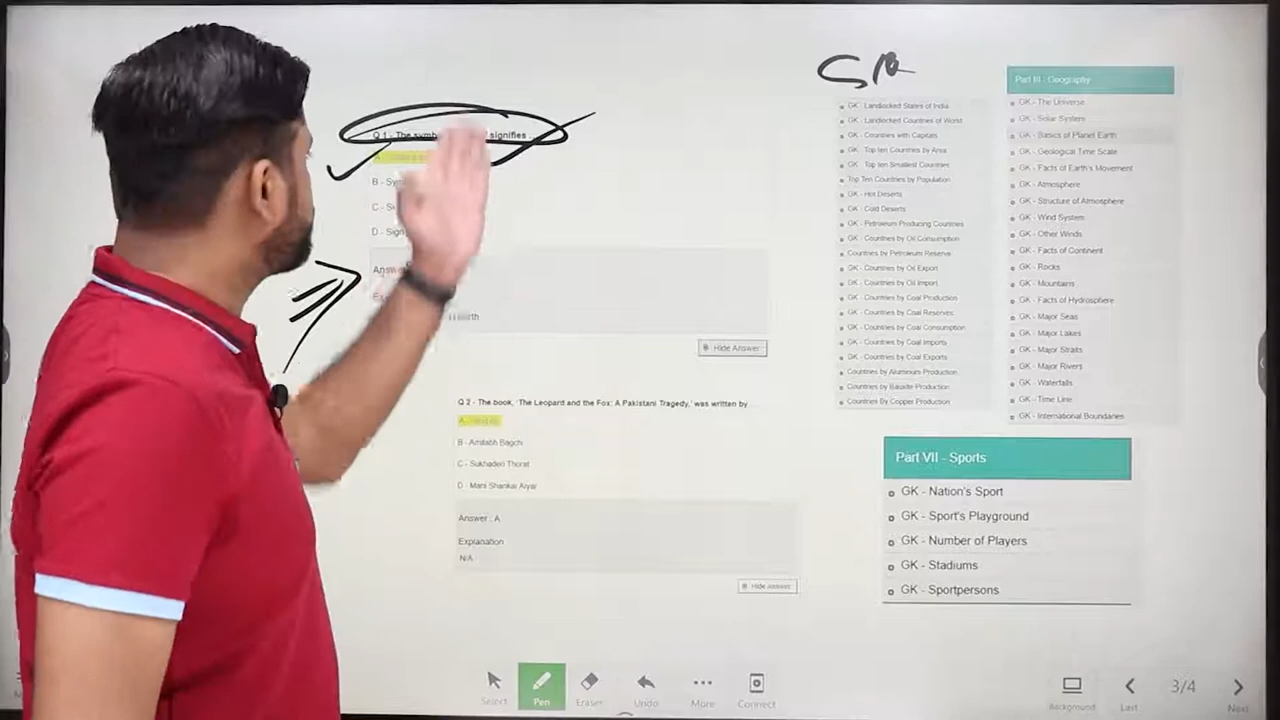 Q 1 - The symb signifies
B - Sy
C - S
D - Sign
Answer
Ex
North
Hide Answer
Q 2 - The book, 'The Leopard and the Fox: A Pakistani Tragedy,' was written by
A -
B - Amitabh Bagchi
C - Sukhadeo Thorat
D - Mani Shankar Aiyar
Answer : A
Explanation
N/A
Hide Answer
GK - Landlocked States of India
GK - Landlocked Countries of World
GK - Countries with Capitals
GK - Top ten Countries by Area
GK - Top ten Smallest Countries
Top Ten Countries by Population
GK - Hot Deserts
GK - Cold Deserts
GK - Petroleum Producing Countries
GK - Countries by Oil Consumption
Countries by Petroleum Reserve
GK - Countries by Oil Export
GK - Countries by Oil Import
GK - Countries by Coal Production
GK - Countries by Coal Reserves
GK - Countries by Coal Consumption
GK - Countries by Coal Imports
GK - Countries by Coal Exports
Countries by Aluminum Production
Countries by Bauxite Production
Countries By Copper Production
Part III - Geography
GK - The Universe
GK - Solar System
GK - Basics of Planet Earth
GK - Geological Time Scale
GK - Facts of Earth's Movement
GK - Atmosphere
GK - Structure of Atmosphere
GK - Wind System
GK - Other Winds
GK - Facts of Continent
GK - Rocks
GK - Mountains
GK - Facts of Hydrosphere
GK - Major Seas
GK - Major Lakes
GK - Major Straits
GK - Major Rivers
GK - Waterfalls
GK - Time Line
GK - International Boundaries
Part VII - Sports
GK - Nation's Sport
GK - Sport's Playground
GK - Number of Players
GK - Stadiums
GK - Sportpersons
Select Pen Eraser Undo More Connect
Background Last 3/4 Next